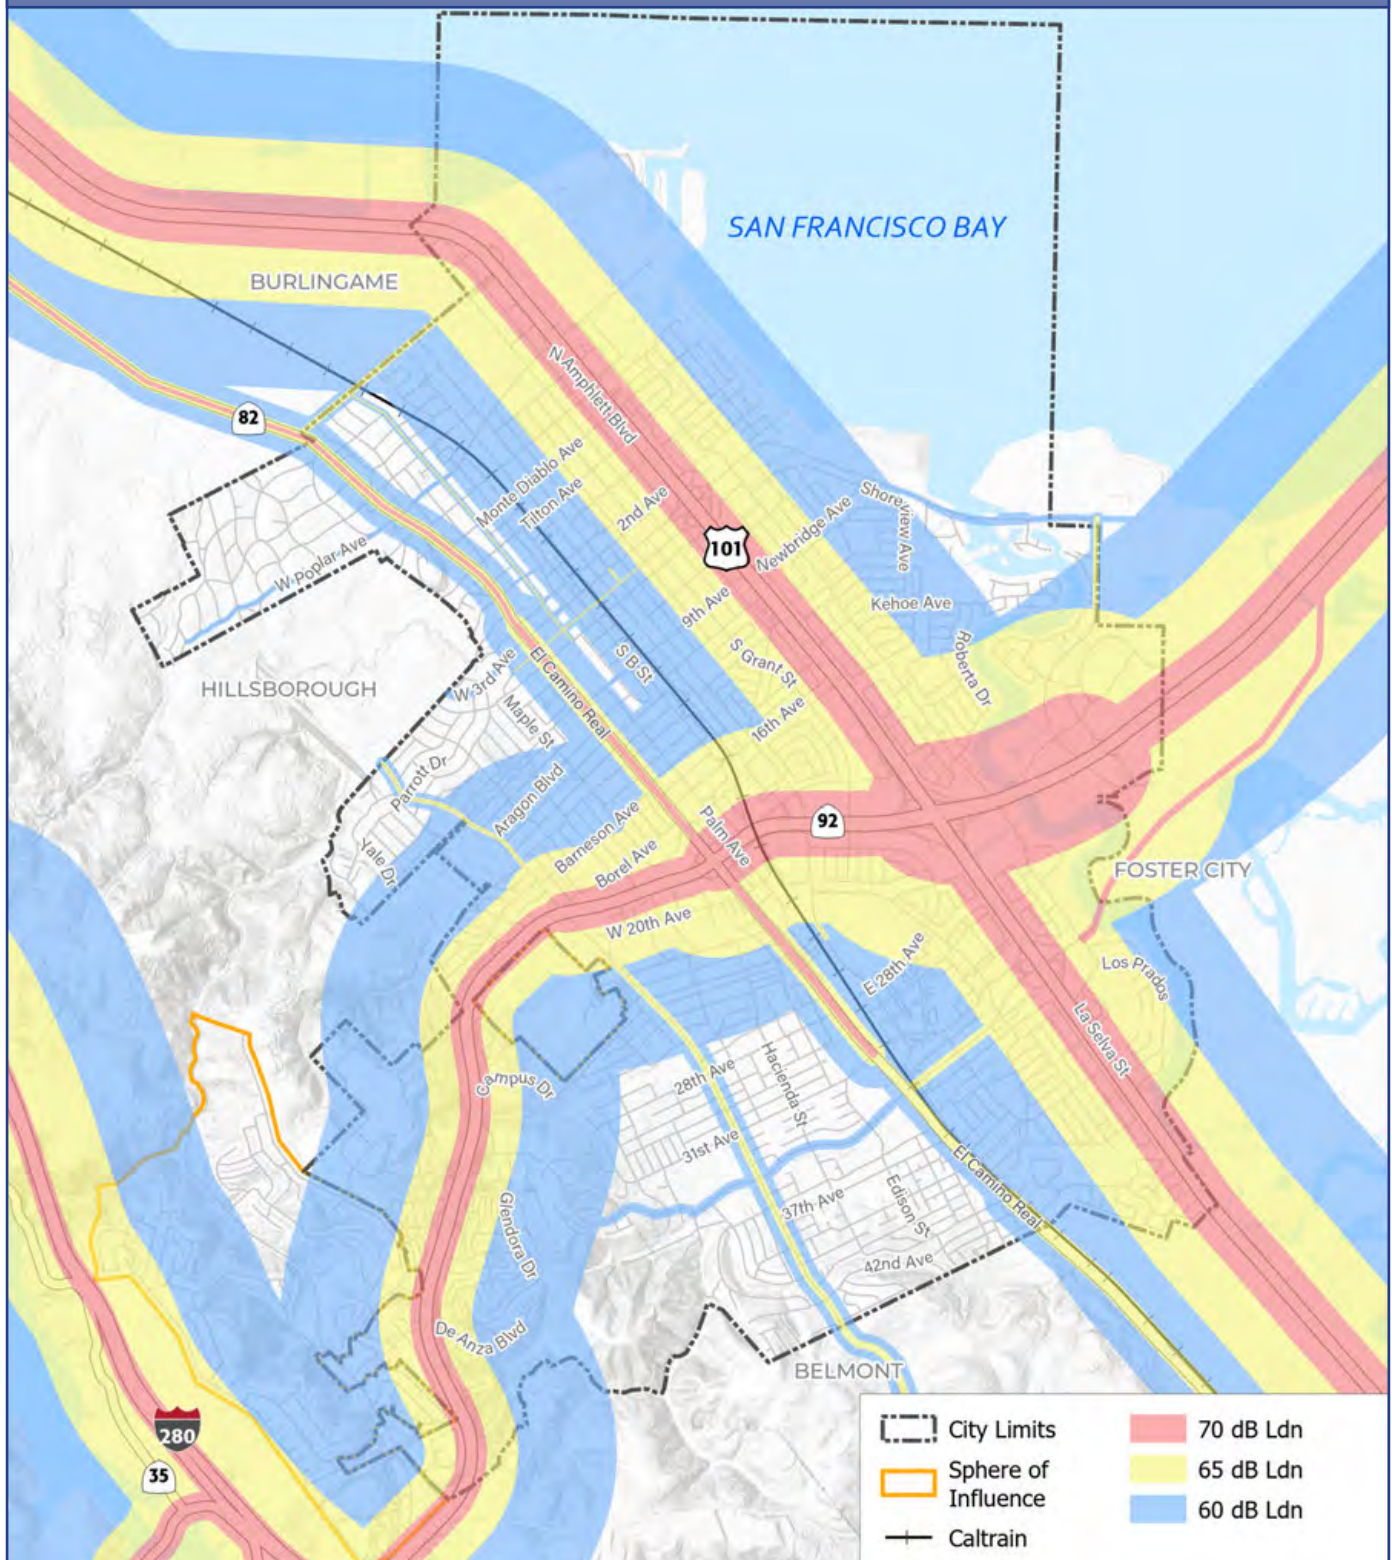 SAN FRANCISCO BAY
BURLINGAME
82
N Amphlett Blvd
Monte Diablo Ave
Tilton Ave
2nd Ave
101
Newbridge Ave
Shoreview Ave
W Poplar Ave
Kehoe Ave
9th Ave
Roberta Dr
S B St
S Grant St
El Camino Real
W 3rd Ave
HILLSBOROUGH
Maple St
16th Ave
Parrott Dr
Aragon Blvd
Palm Ave
92
Barneson Ave
Borel Ave
Yale Dr
FOSTER CITY
W 20th Ave
E 28th Ave
Los Prados
La Selva St
Campus Dr
28th Ave
Hacienda St
31st Ave
El Camino Real
37th Ave
Edison St
Glendora Dr
42nd Ave
De Anza Blvd
BELMONT
280
35
City Limits
Sphere of
Influence
Caltrain
70 dB Ldn
65 dB Ldn
60 dB Ldn